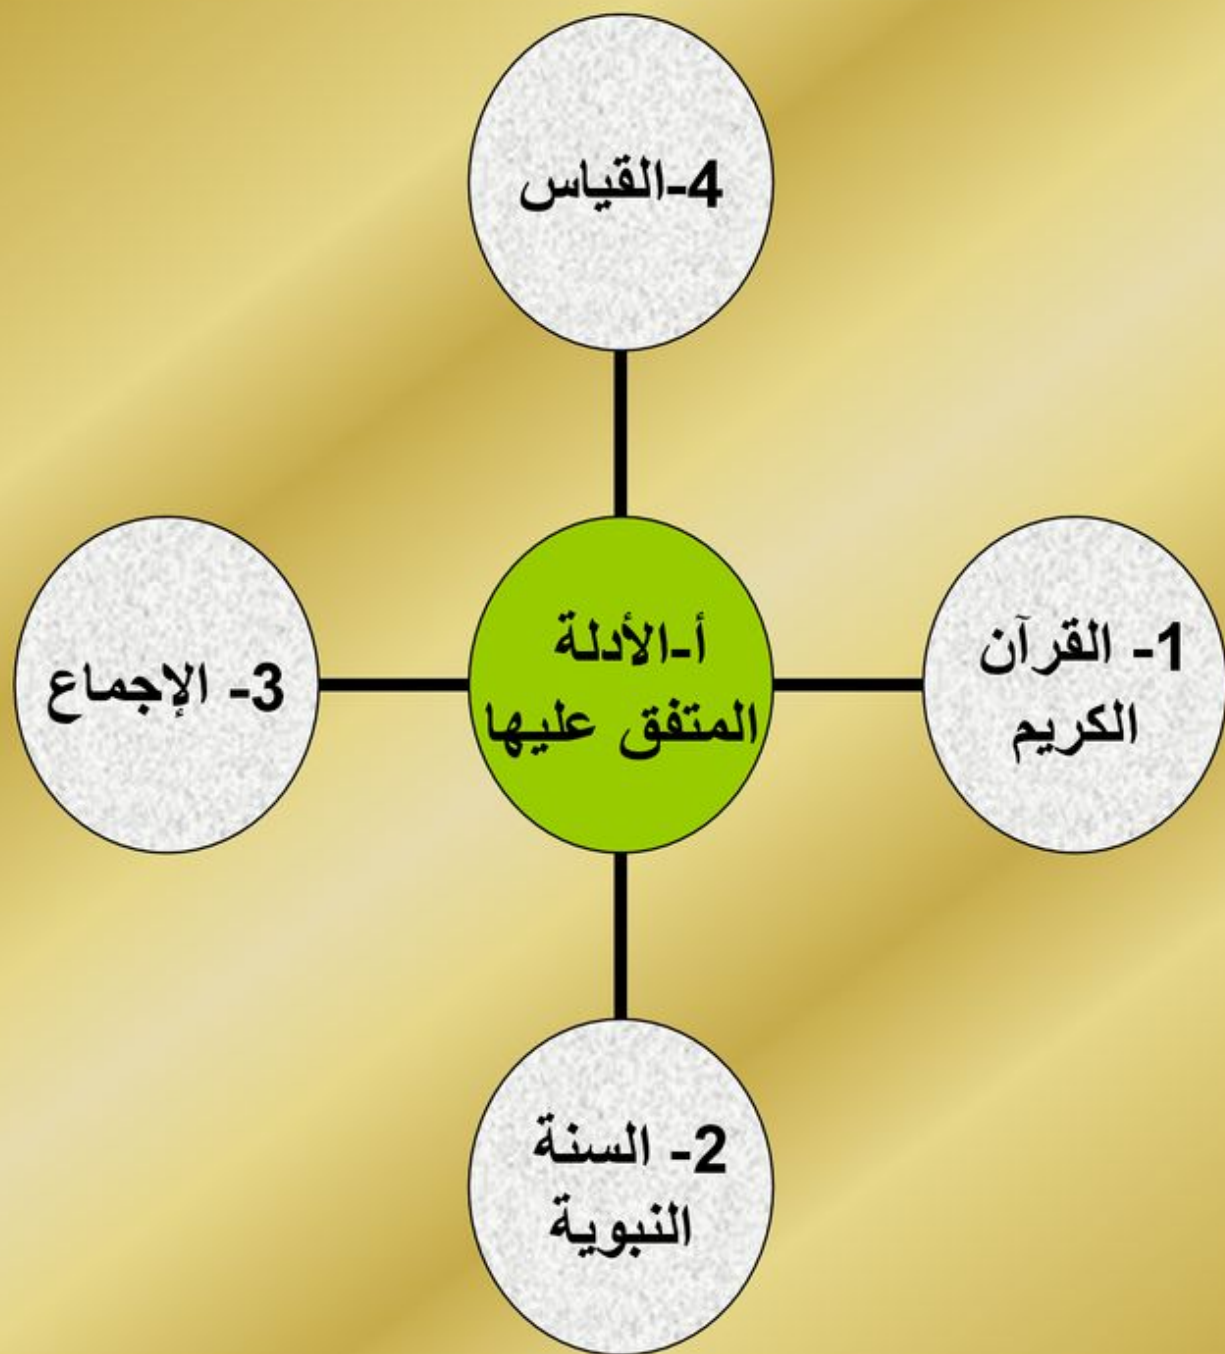 أ-الأدلة
المتفق عليها
1- القرآن
الكريم
2- السنة
النبوية
3- الإجماع
4-القياس